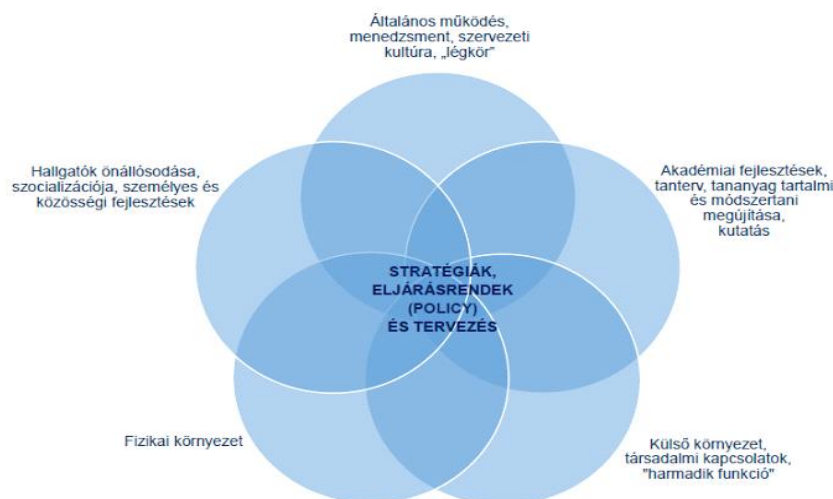 Általános működés,
menedzsment, szervezeti
kultúra, „légkör”
Hallgatók önállósodása,
szocializációja, személyes és
közösségi fejlesztések
Akadémiai fejlesztések,
tanterv, tananyag tartalmi
és módszertani
megújítása,
kutatás
STRATÉGIÁK,
ELJÁRÁSRENDEK
(POLICY)
ÉS TERVEZÉS
Fizikai környezet
Külső környezet,
társadalmi kapcsolatok,
"harmadik funkció"